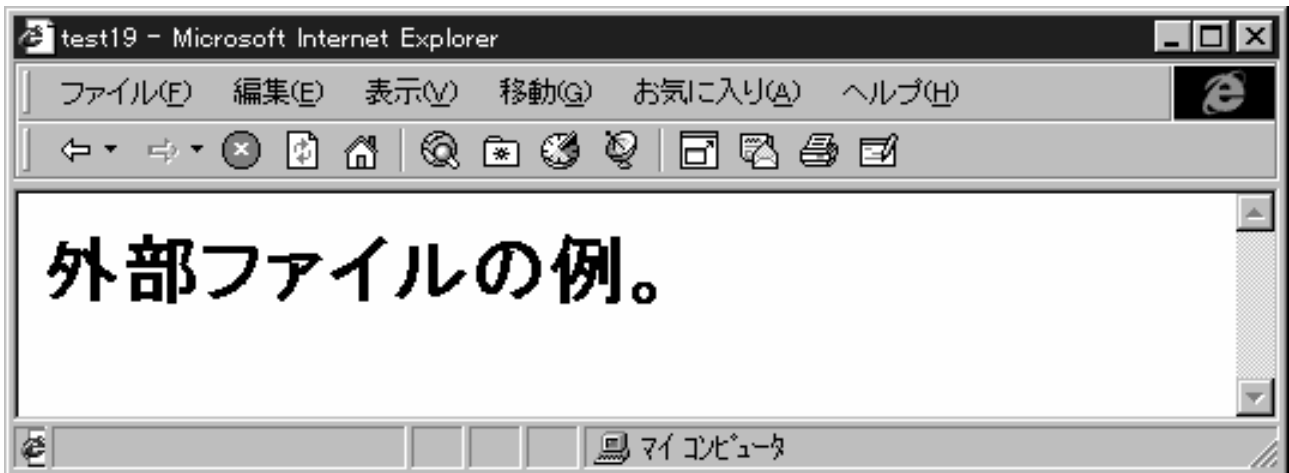 test19 - Microsoft Internet Explorer
ファイル(F) 編集(E) 表示(V) 移動(G) お気に入り(A) ヘルプ(H)
外部ファイルの例。
マイ コンピュータ